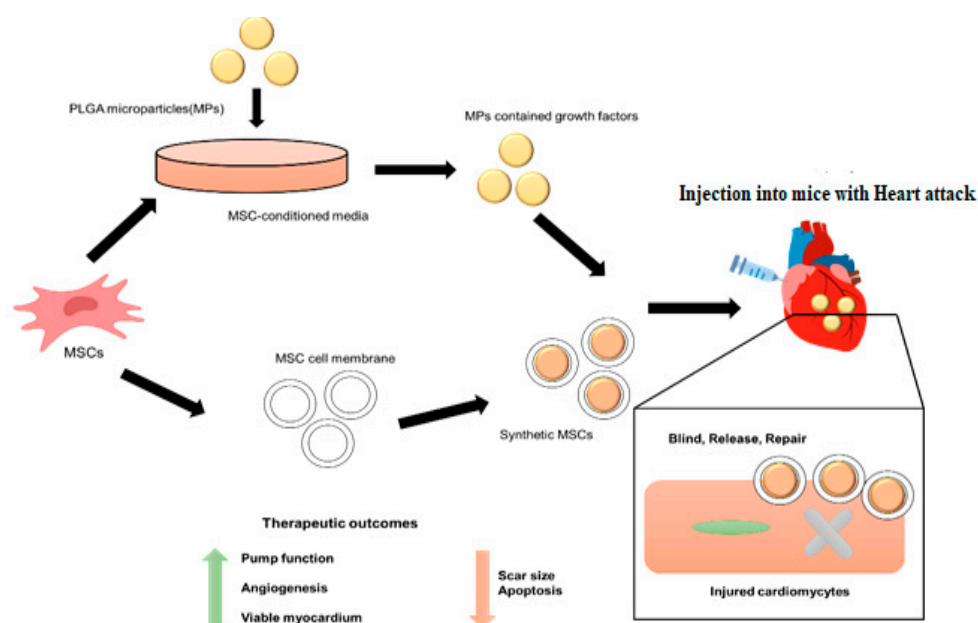 PLGA microparticles(MPs)
MPs contained growth factors
MSC-conditioned media
Injection into mice with Heart attack
MSCs
MSC cell membrane
Synthetic MSCs
Blind, Release, Repair
Injured cardiomycytes
Therapeutic outcomes
Pump function
Angiogenesis
Viable myocardium
Scar size
Apoptosis